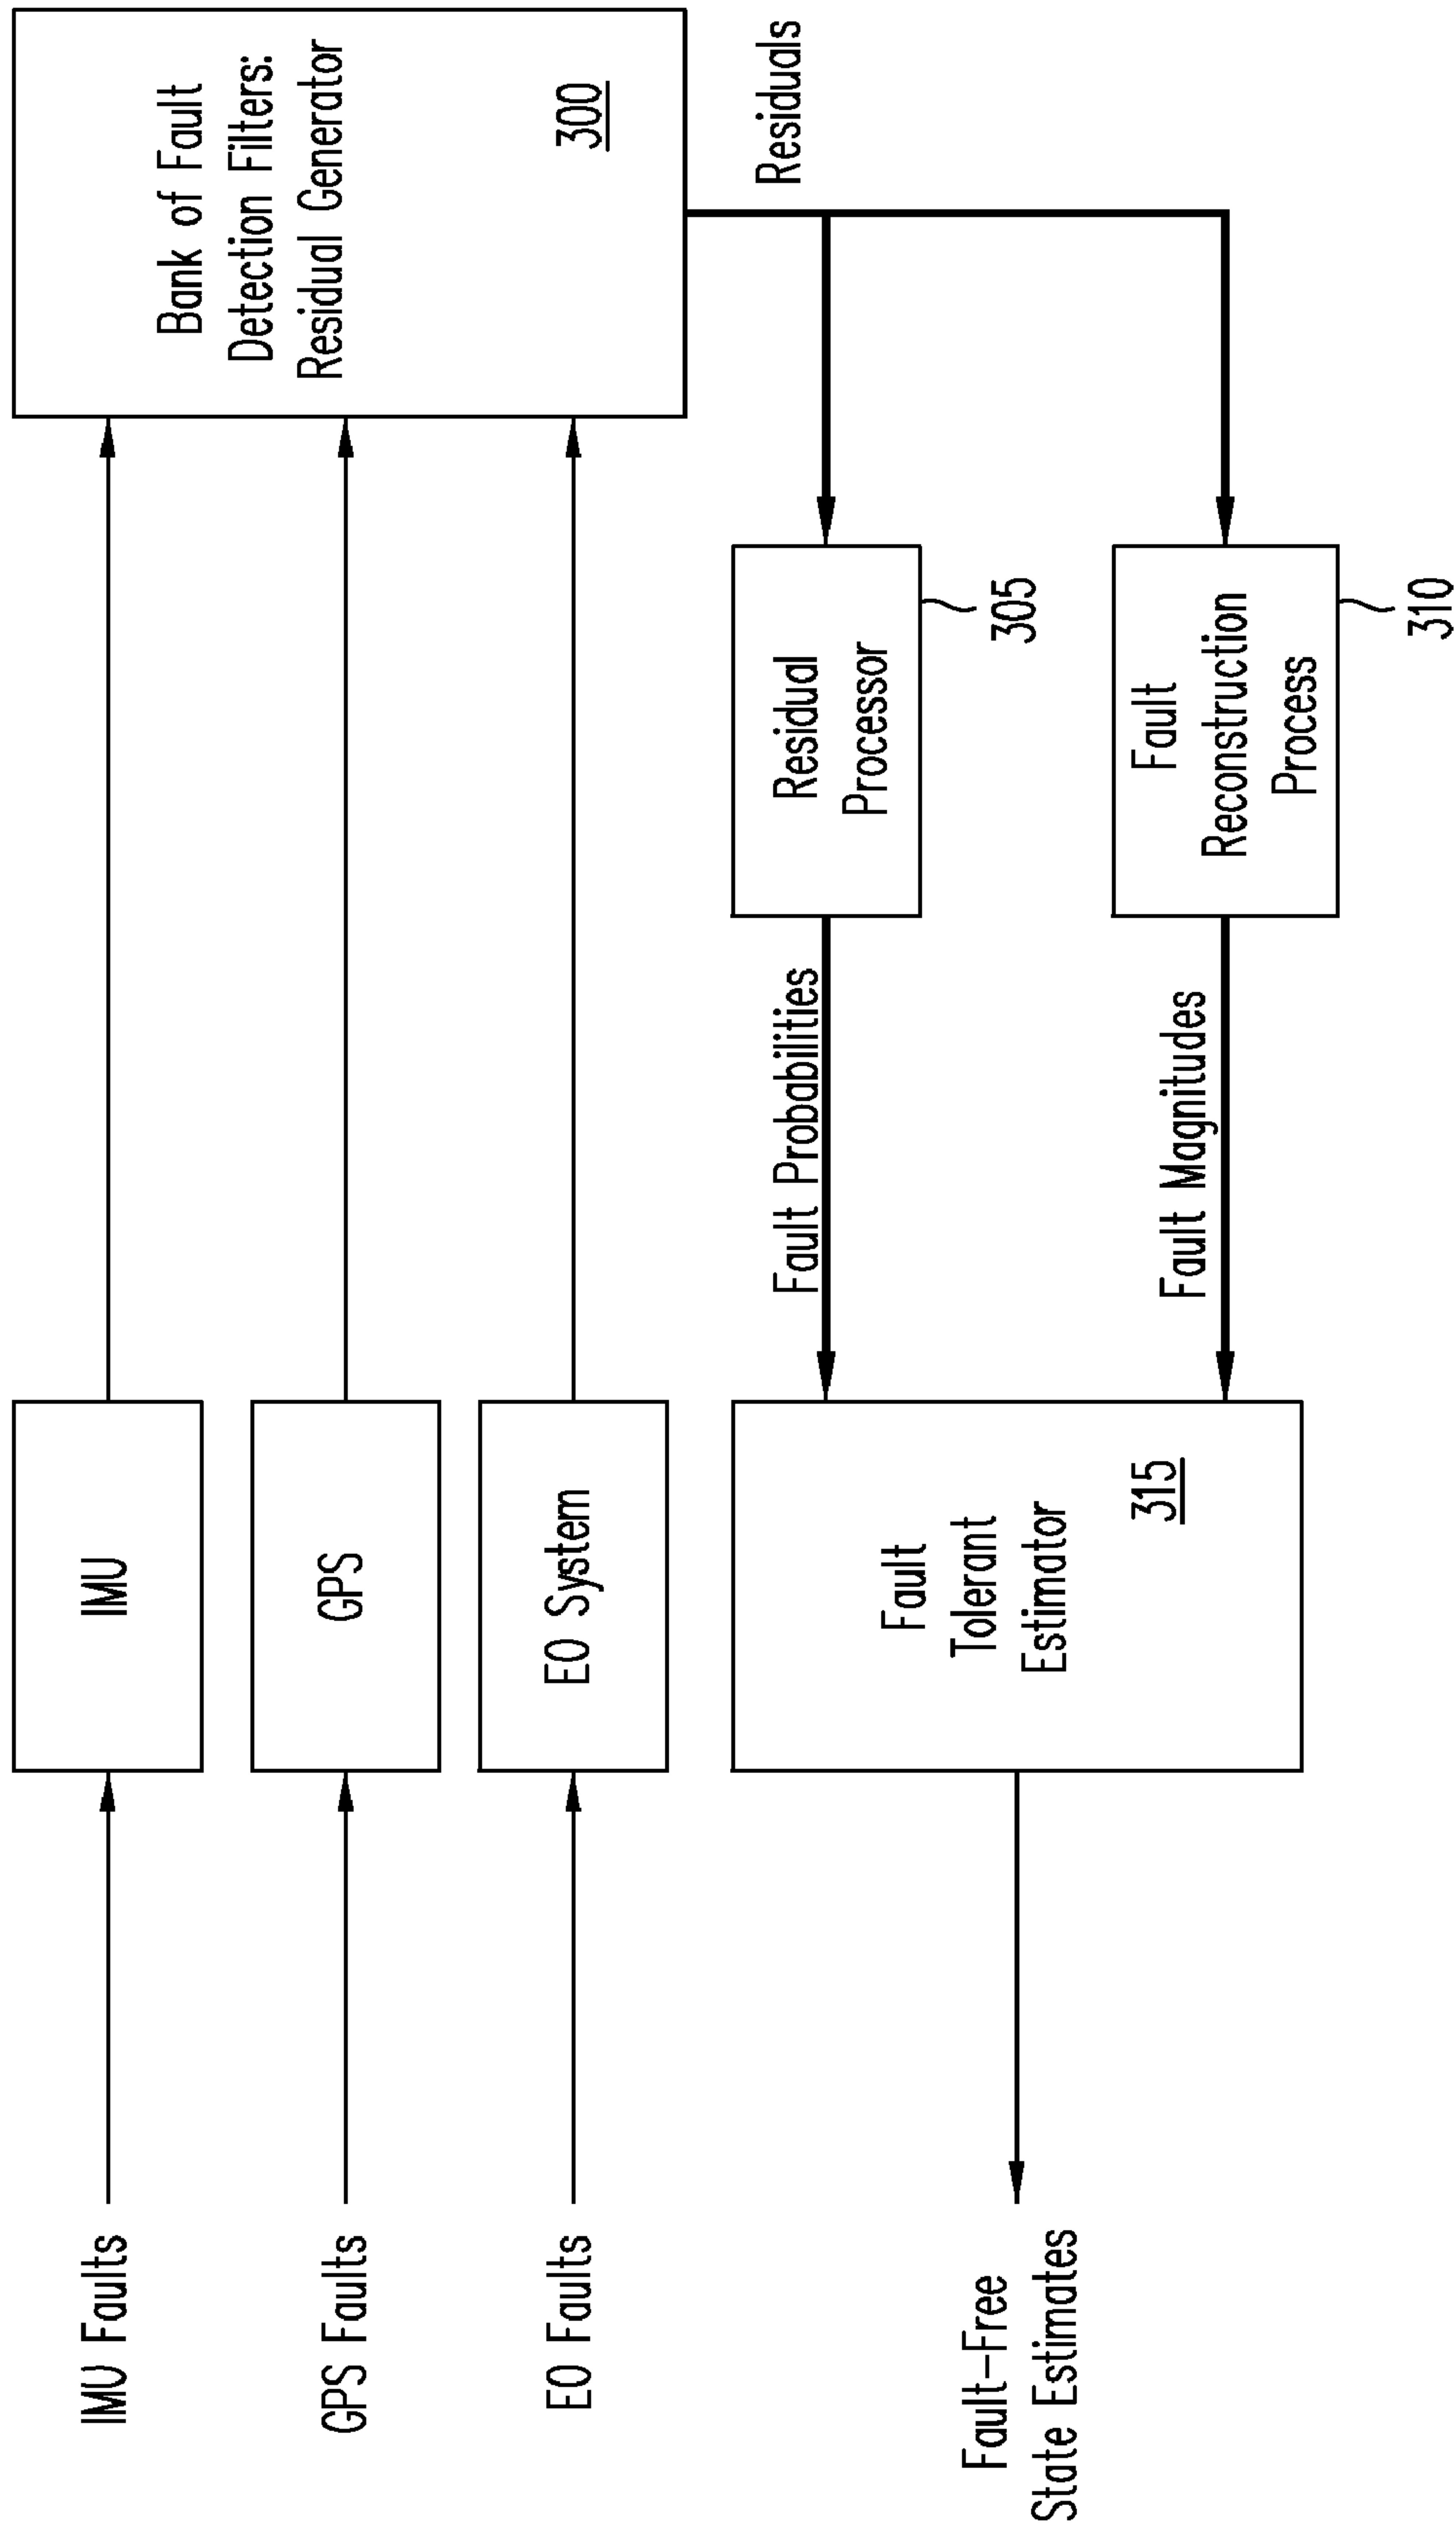 IMU Faults
IMU
GPS Faults
GPS
EO Faults
EO System
Bank of Fault
Detection Filters:
Residual Generator
300
Residuals
Residual
Processor
305
Fault
Reconstruction
Process
310
Fault Probabilities
Fault Magnitudes
Fault
Tolerant
Estimator
315
Fault-Free
State Estimates